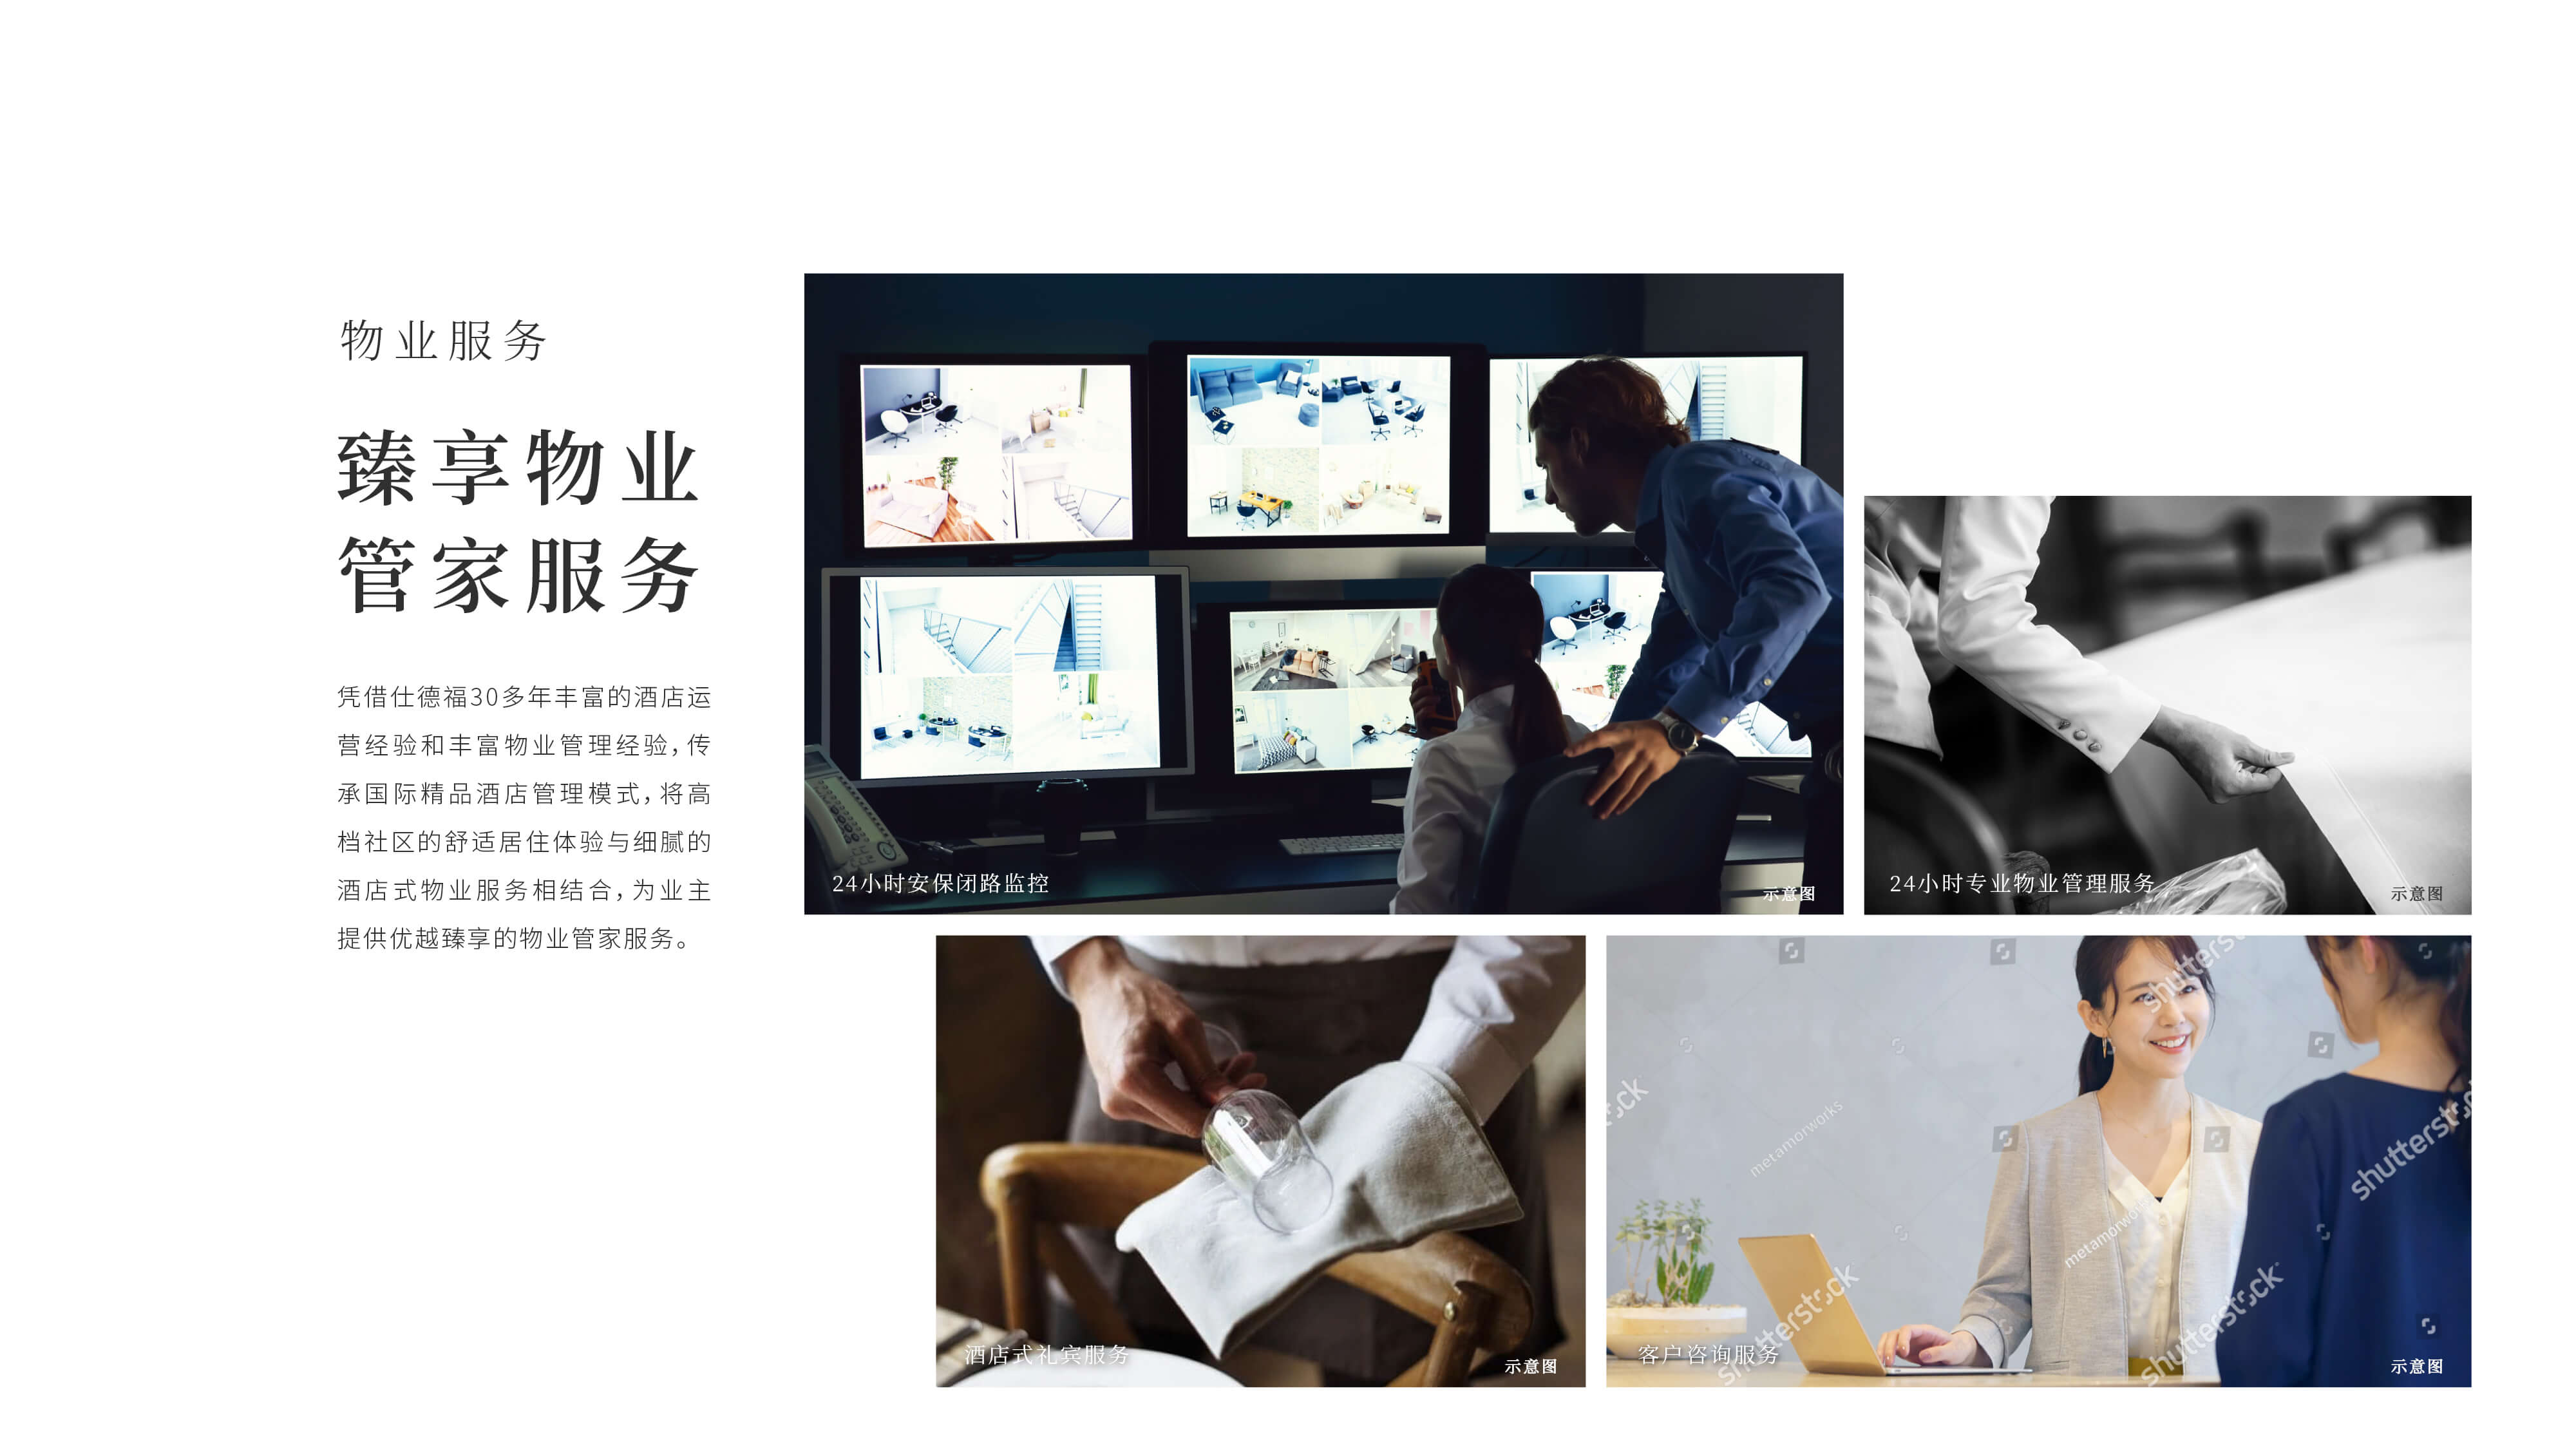 物业服务
臻享物业
管家服务
凭借仕德福30多年丰富的酒店运
营经验和丰富物业管理经验，传
承国际精品酒店管理模式，将高
档社区的舒适居住体验与细腻的
酒店式物业服务相结合，为业主
提供优越臻享的物业管家服务。
24小时安保闭路监控
示意图
24小时专业物业管理服务
示意图
酒店式礼宾服务
示意图
客户咨询服务
示意图
shutterstock
metamorworks
shutterstock
metamorworks
shutterstock
shutterstock